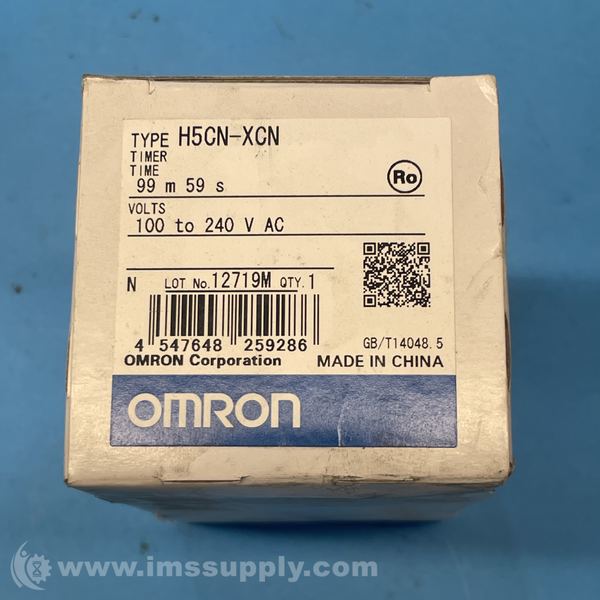 TYPE H5CN-XCN
TIMER
TIME
99 m 59 s
Ro
VOLTS
100 to 240 V AC
N LOT No. 12719M QTY. 1
4 547648 259286
GB/T14048.5
OMRON Corporation MADE IN CHINA
OMRON
www.imssupply.com